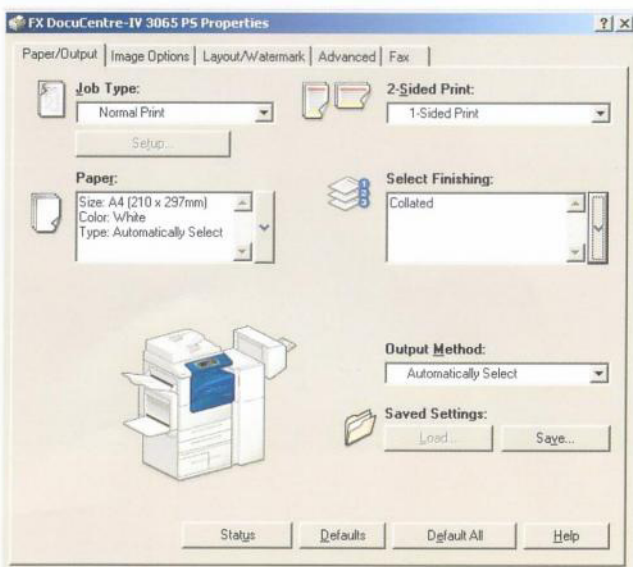 FX DocuCentre-IV 3065 PS Properties
Paper/Output
Image Options
Layout/Watermark
Advanced
Fax
Job Type:
Normal Print
Setup...
2-Sided Print:
1-Sided Print
Paper:
Size: A4 (210 x 297mm)
Color: White
Type: Automatically Select
Select Finishing:
Collated
Output Method:
Automatically Select
Saved Settings:
Load...
Save...
Status
Defaults
Default All
Help